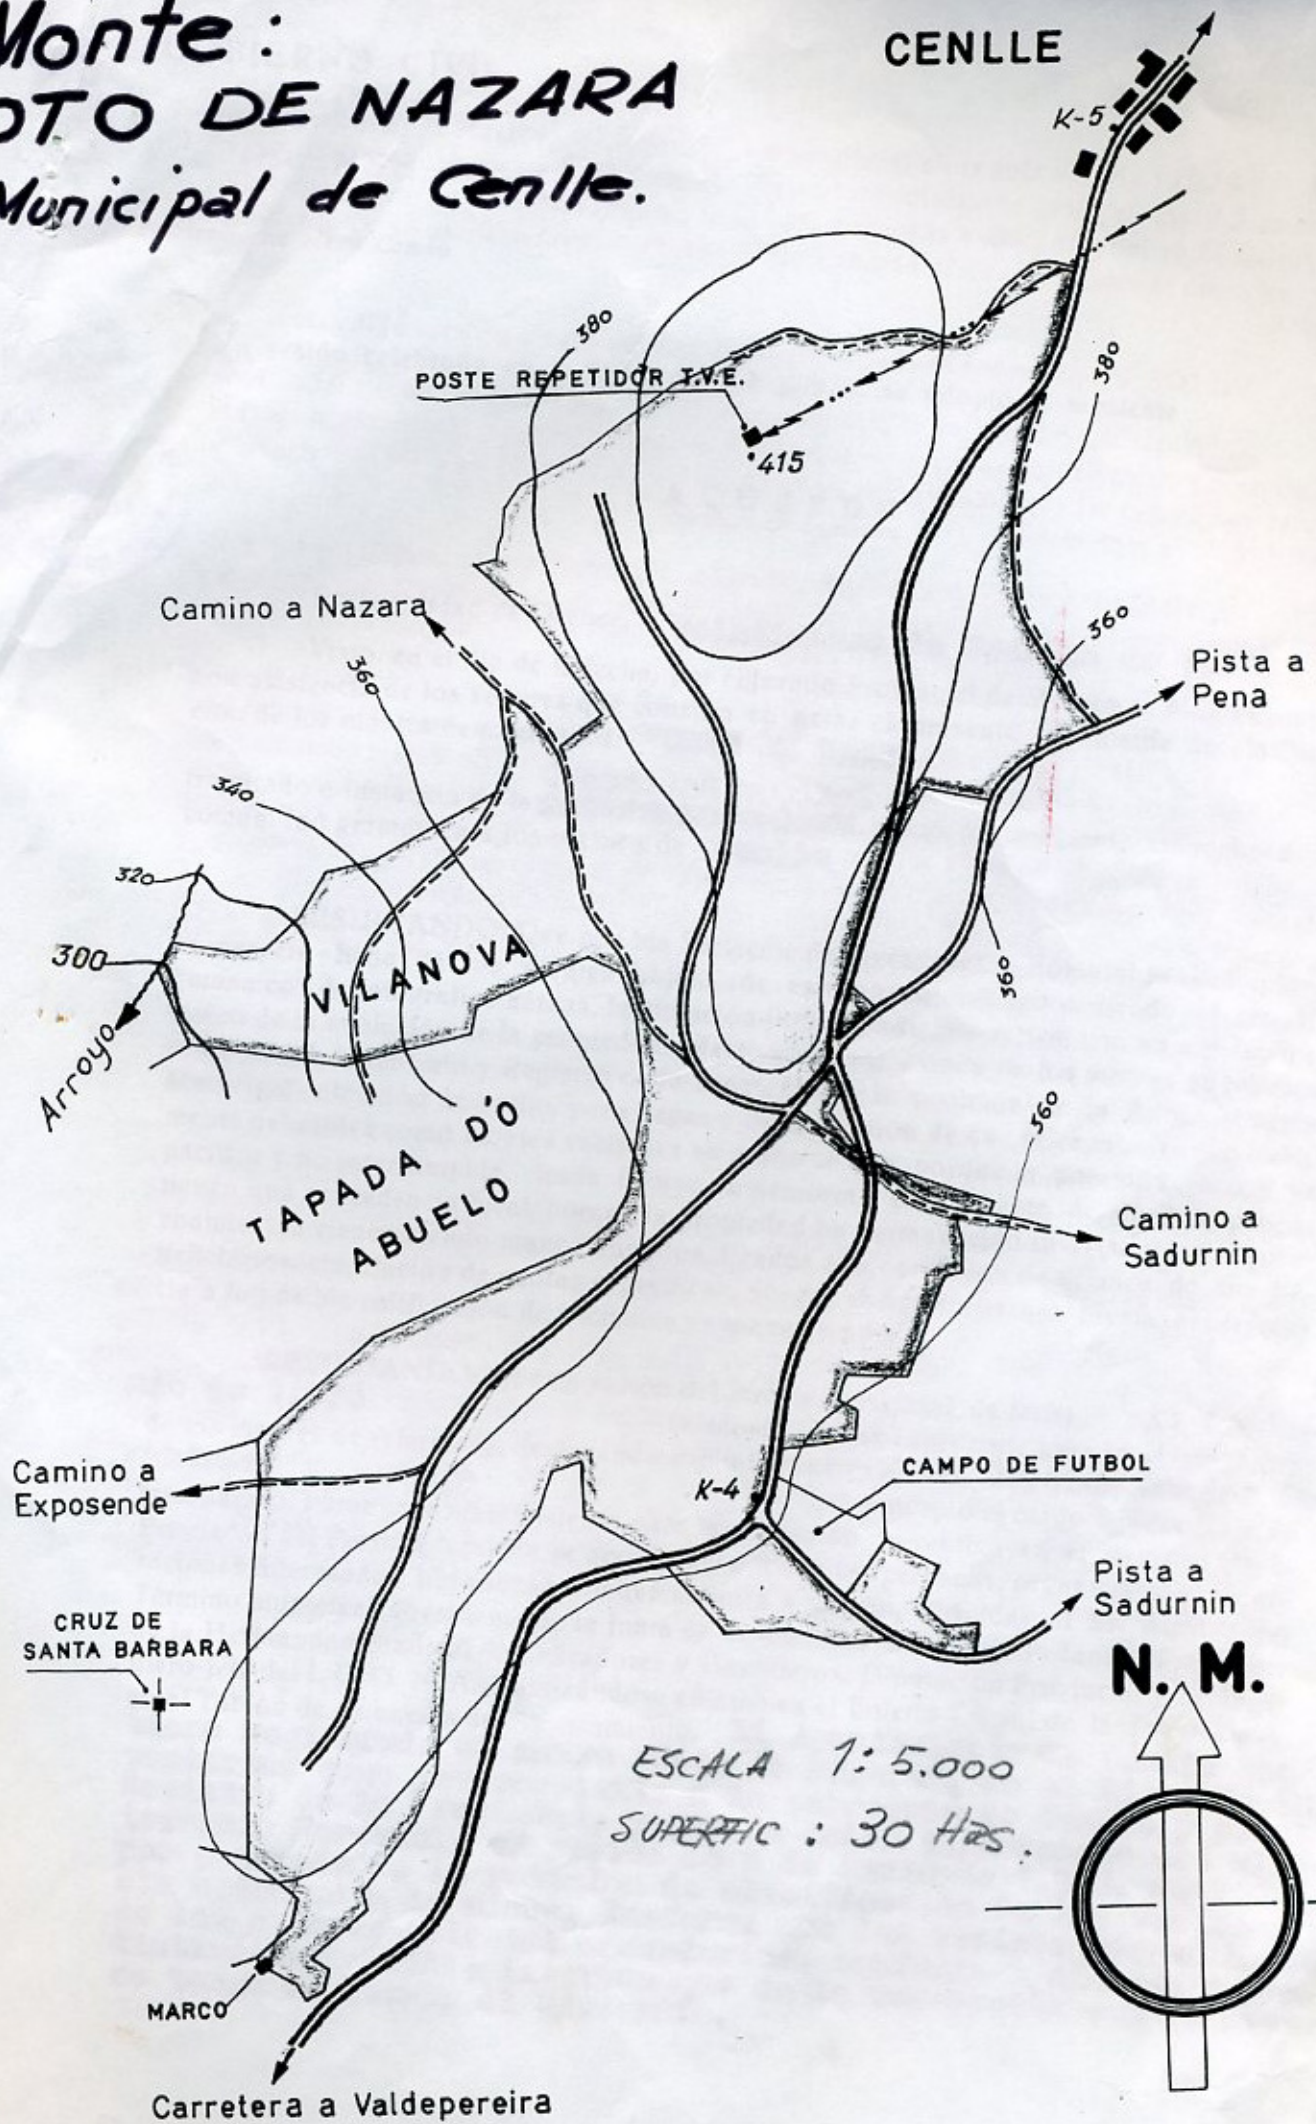 Monte :
OTO DE NAZARA
Municipal de Cenlle.
CENLLE
K-5
380
380
POSTE REPETIDOR T.V.E.
415
Camino a Nazara
360
360
Pista a
Pena
340
320
300
VILANOVA
360
Arroyo
TAPADA D'O
ABUELO
360
Camino a
Sadurnin
Camino a
Exposende
K-4
CAMPO DE FUTBOL
Pista a
Sadurnin
CRUZ DE
SANTA BARBARA
N. M.
ESCALA 1: 5.000
SUPERFIC : 30 Has.
MARCO
Carretera a Valdepereira